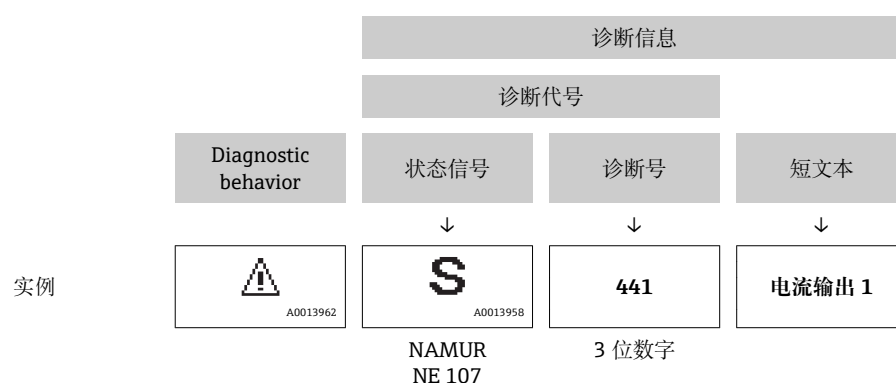 诊断信息
诊断代号
Diagnostic
behavior
状态信号
诊断号
短文本
↓ ↓ ↓
实例
A0013962
S
A0013958
441
电流输出 1
NAMUR
NE 107
3 位数字